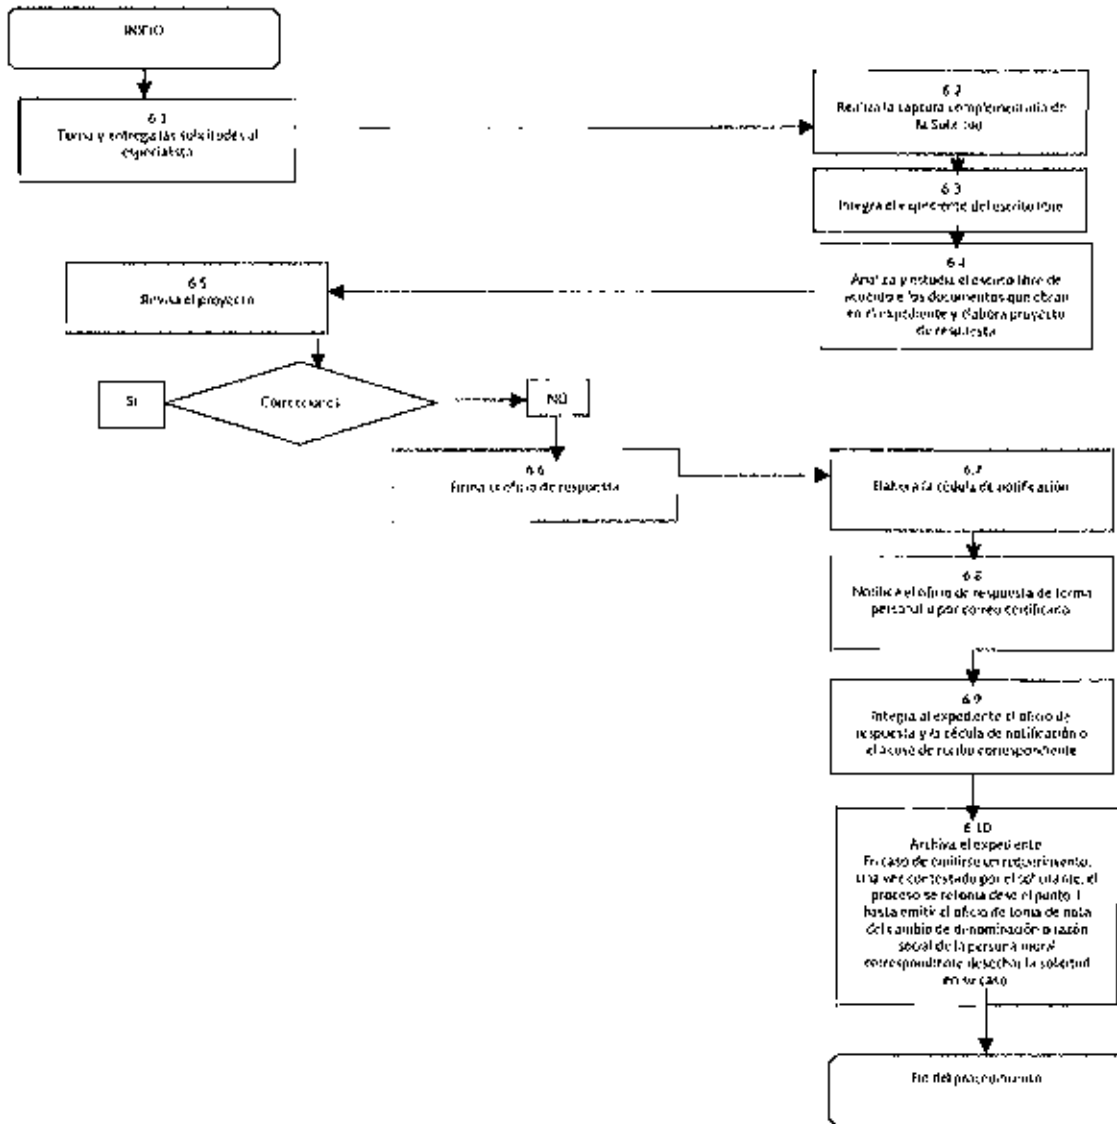 INICIO
6.1
Turna y entrega las solicitudes al
especialista
6.2
Realiza la captura complementaria de
la Solicitud
6.3
Integra el expediente del escrito libre
6.4
Analiza y estudia el escrito libre de
acuerdo a los documentos que obran
en el expediente y elabora proyecto
de respuesta
6.5
Revisa el proyecto
Correcciones
SI
NO
6.6
Firma el oficio de respuesta
6.7
Elabora la cédula de notificación
6.8
Notifica el oficio de respuesta de forma
personal o por correo certificado
6.9
Integra al expediente el oficio de
respuesta y la cédula de notificación o
el acuse de recibo correspondiente
6.10
Archiva el expediente
En caso de emitirse un requerimiento,
una vez contestado por el solicitante, el
proceso se retoma desde el punto 1
hasta emitir el oficio de toma de nota
del cambio de denominación o razón
social de la persona moral
correspondiente desechar la solicitud
en su caso
Fin del procedimiento